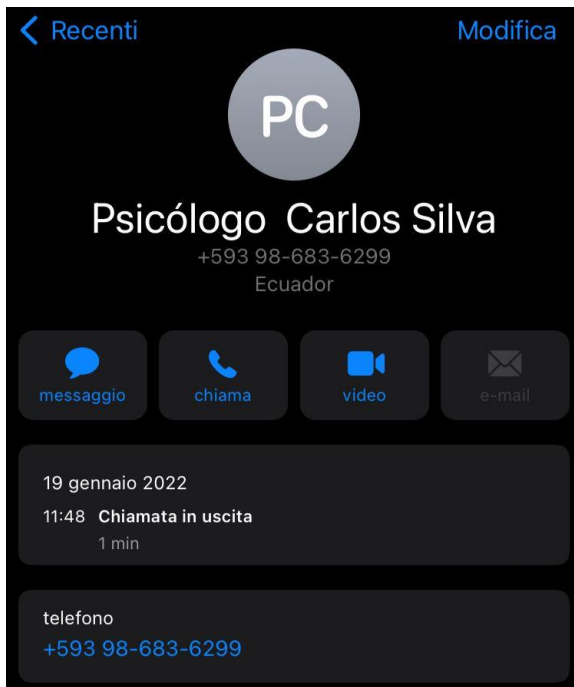 Recenti Modifica
PC
Psicólogo Carlos Silva
+593 98-683-6299
Ecuador
messaggio chiama video e-mail
19 gennaio 2022
11:48 Chiamata in uscita
1 min
telefono
+593 98-683-6299